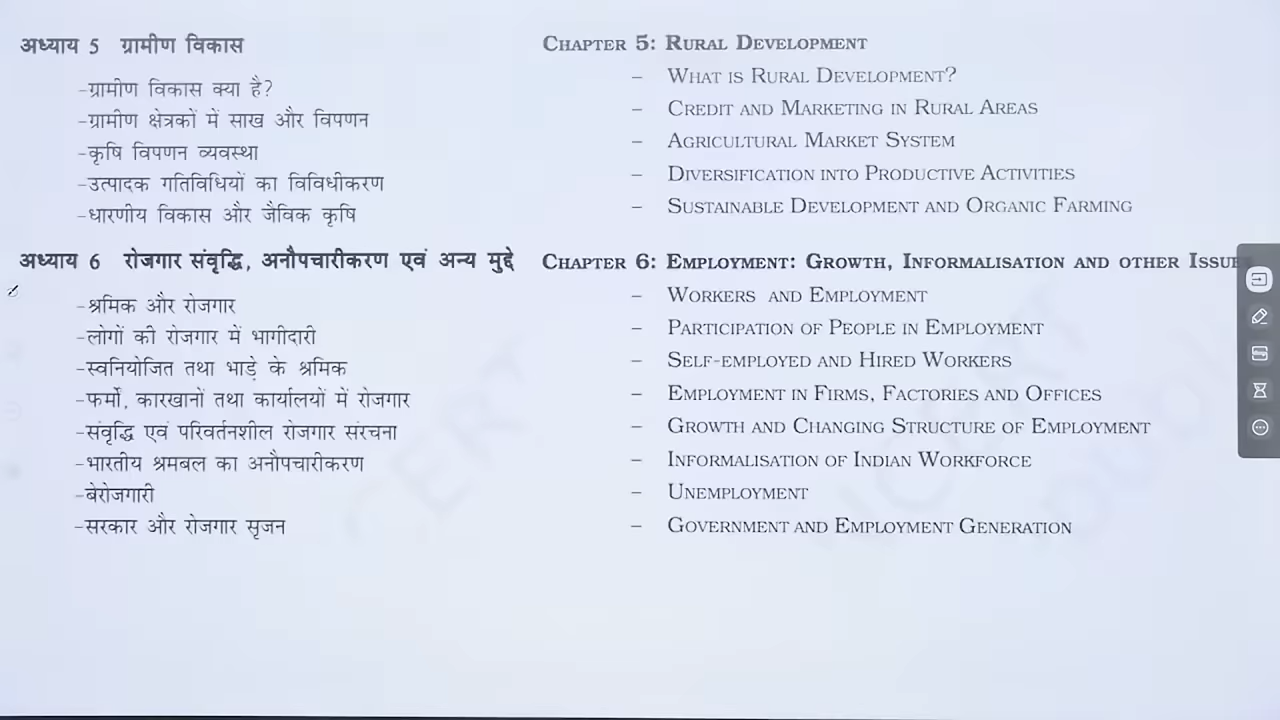 अध्याय 5 ग्रामीण विकास
-ग्रामीण विकास क्या है?
-ग्रामीण क्षेत्रकों में साख और विपणन
-कृषि विपणन व्यवस्था
-उत्पादक गतिविधियों का विविधीकरण
-धारणीय विकास और जैविक कृषि
अध्याय 6 रोजगार संवृद्धि, अनौपचारीकरण एवं अन्य मुद्दे
-श्रमिक और रोजगार
-लोगों की रोजगार में भागीदारी
-स्वनियोजित तथा भाड़े के श्रमिक
-फर्मों, कारखानों तथा कार्यालयों में रोजगार
-संवृद्धि एवं परिवर्तनशील रोजगार संरचना
-भारतीय श्रमबल का अनौपचारीकरण
-बेरोजगारी
-सरकार और रोजगार सृजन
CHAPTER 5: RURAL DEVELOPMENT
– WHAT IS RURAL DEVELOPMENT?
– CREDIT AND MARKETING IN RURAL AREAS
– AGRICULTURAL MARKET SYSTEM
– DIVERSIFICATION INTO PRODUCTIVE ACTIVITIES
– SUSTAINABLE DEVELOPMENT AND ORGANIC FARMING
CHAPTER 6: EMPLOYMENT: GROWTH, INFORMALISATION AND OTHER ISSUE
– WORKERS AND EMPLOYMENT
– PARTICIPATION OF PEOPLE IN EMPLOYMENT
– SELF-EMPLOYED AND HIRED WORKERS
– EMPLOYMENT IN FIRMS, FACTORIES AND OFFICES
– GROWTH AND CHANGING STRUCTURE OF EMPLOYMENT
– INFORMALISATION OF INDIAN WORKFORCE
– UNEMPLOYMENT
– GOVERNMENT AND EMPLOYMENT GENERATION